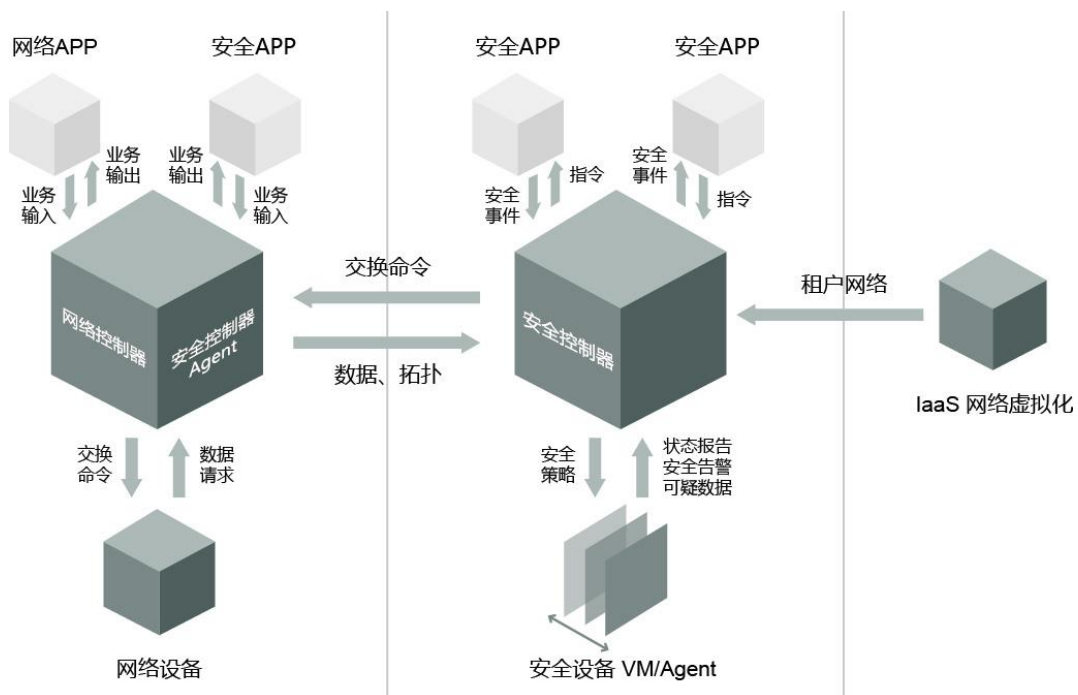 网络APP
安全APP
安全APP
安全APP
业务
输出
业务
输入
业务
输出
业务
输入
安全
事件
指令
安全
事件
指令
网络控制器
安全控制器
Agent
交换命令
数据、拓扑
安全控制器
租户网络
IaaS 网络虚拟化
交换
命令
数据
请求
安全
策略
状态报告
安全告警
可疑数据
网络设备
安全设备 VM/Agent